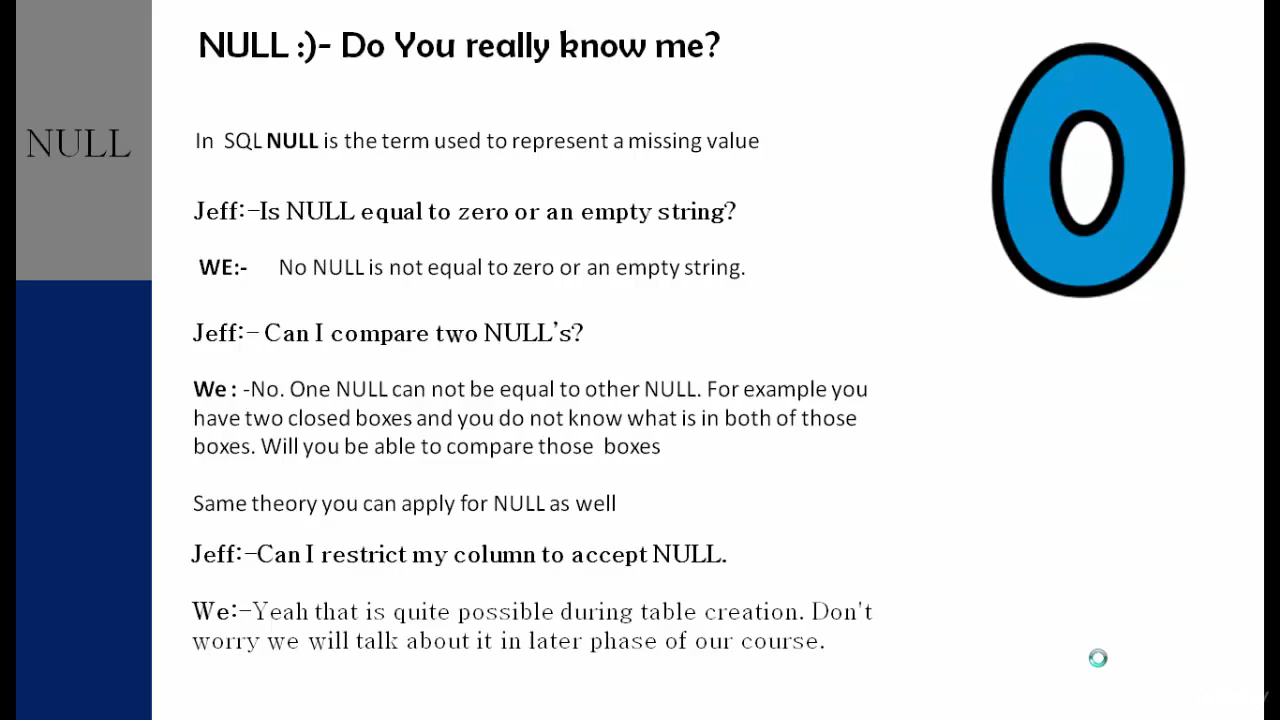 NULL :)- Do You really know me?
NULL
In SQL NULL is the term used to represent a missing value
Jeff:-Is NULL equal to zero or an empty string?
WE:- No NULL is not equal to zero or an empty string.
Jeff:- Can I compare two NULL's?
We : -No. One NULL can not be equal to other NULL. For example you
have two closed boxes and you do not know what is in both of those
boxes. Will you be able to compare those boxes
Same theory you can apply for NULL as well
Jeff:-Can I restrict my column to accept NULL.
We:-Yeah that is quite possible during table creation. Don't
worry we will talk about it in later phase of our course.
0